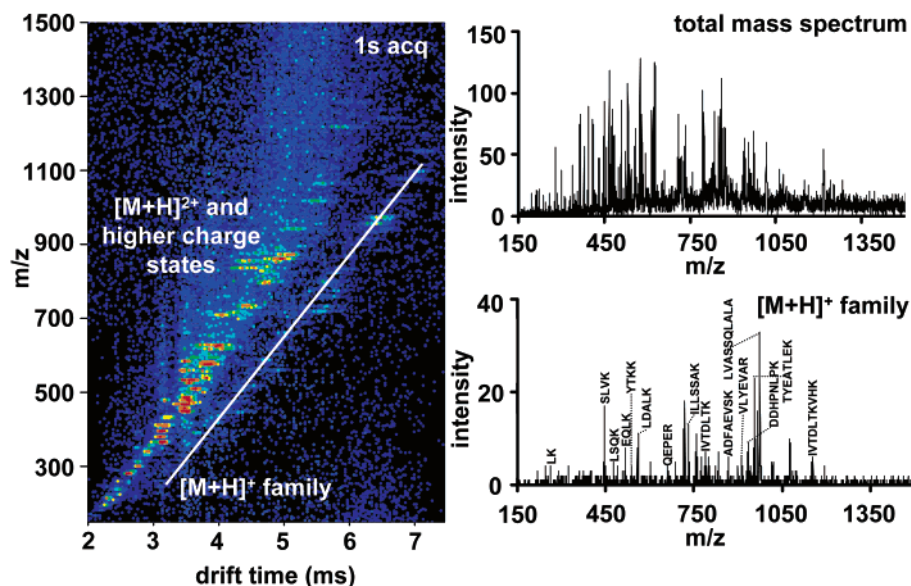 1500
1300
1100
900
700
500
300
m/z
1s acq
[M+H]²⁺ and
higher charge
states
[M+H]⁺ family
2
3
4
5
6
7
drift time (ms)
total mass spectrum
150
100
50
0
intensity
150
450
750
1050
1350
m/z
[M+H]⁺ family
40
20
0
intensity
LK
SLVK
LSQK
EQLK
YTKK
LDALK
QEPER
ILLSSAK
IVTDLTK
ADFAEVSK
LVASSQLALA
VLYEVAR
DDHPNLPK
TYEATLEK
IVTDLTKVHK
150
450
750
1050
1350
m/z